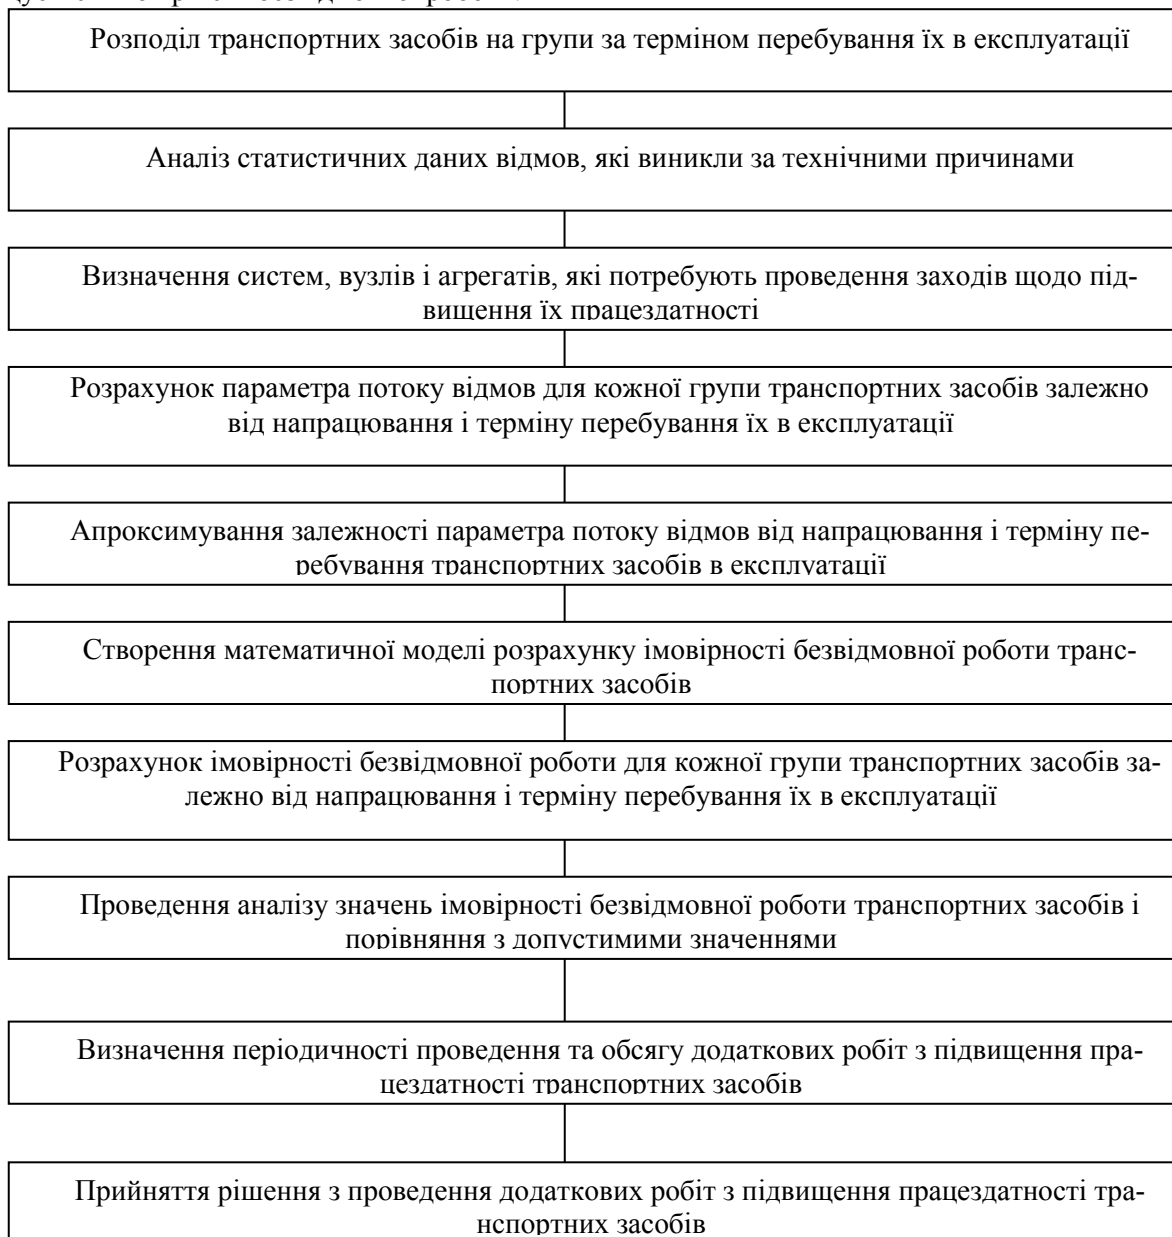 Розподіл транспортних засобів на групи за терміном перебування їх в експлуатації
Аналіз статистичних даних відмов, які виникли за технічними причинами
Визначення систем, вузлів і агрегатів, які потребують проведення заходів щодо під-
вищення їх працездатності
Розрахунок параметра потоку відмов для кожної групи транспортних засобів залежно
від напрацювання і терміну перебування їх в експлуатації
Апроксимування залежності параметра потоку відмов від напрацювання і терміну пе-
ребування транспортних засобів в експлуатації
Створення математичної моделі розрахунку імовірності безвідмовної роботи транс-
портних засобів
Розрахунок імовірності безвідмовної роботи для кожної групи транспортних засобів за-
лежно від напрацювання і терміну перебування їх в експлуатації
Проведення аналізу значень імовірності безвідмовної роботи транспортних засобів і
порівняння з допустимими значеннями
Визначення періодичності проведення та обсягу додаткових робіт з підвищення пра-
цездатності транспортних засобів
Прийняття рішення з проведення додаткових робіт з підвищення працездатності тра-
нспортних засобів